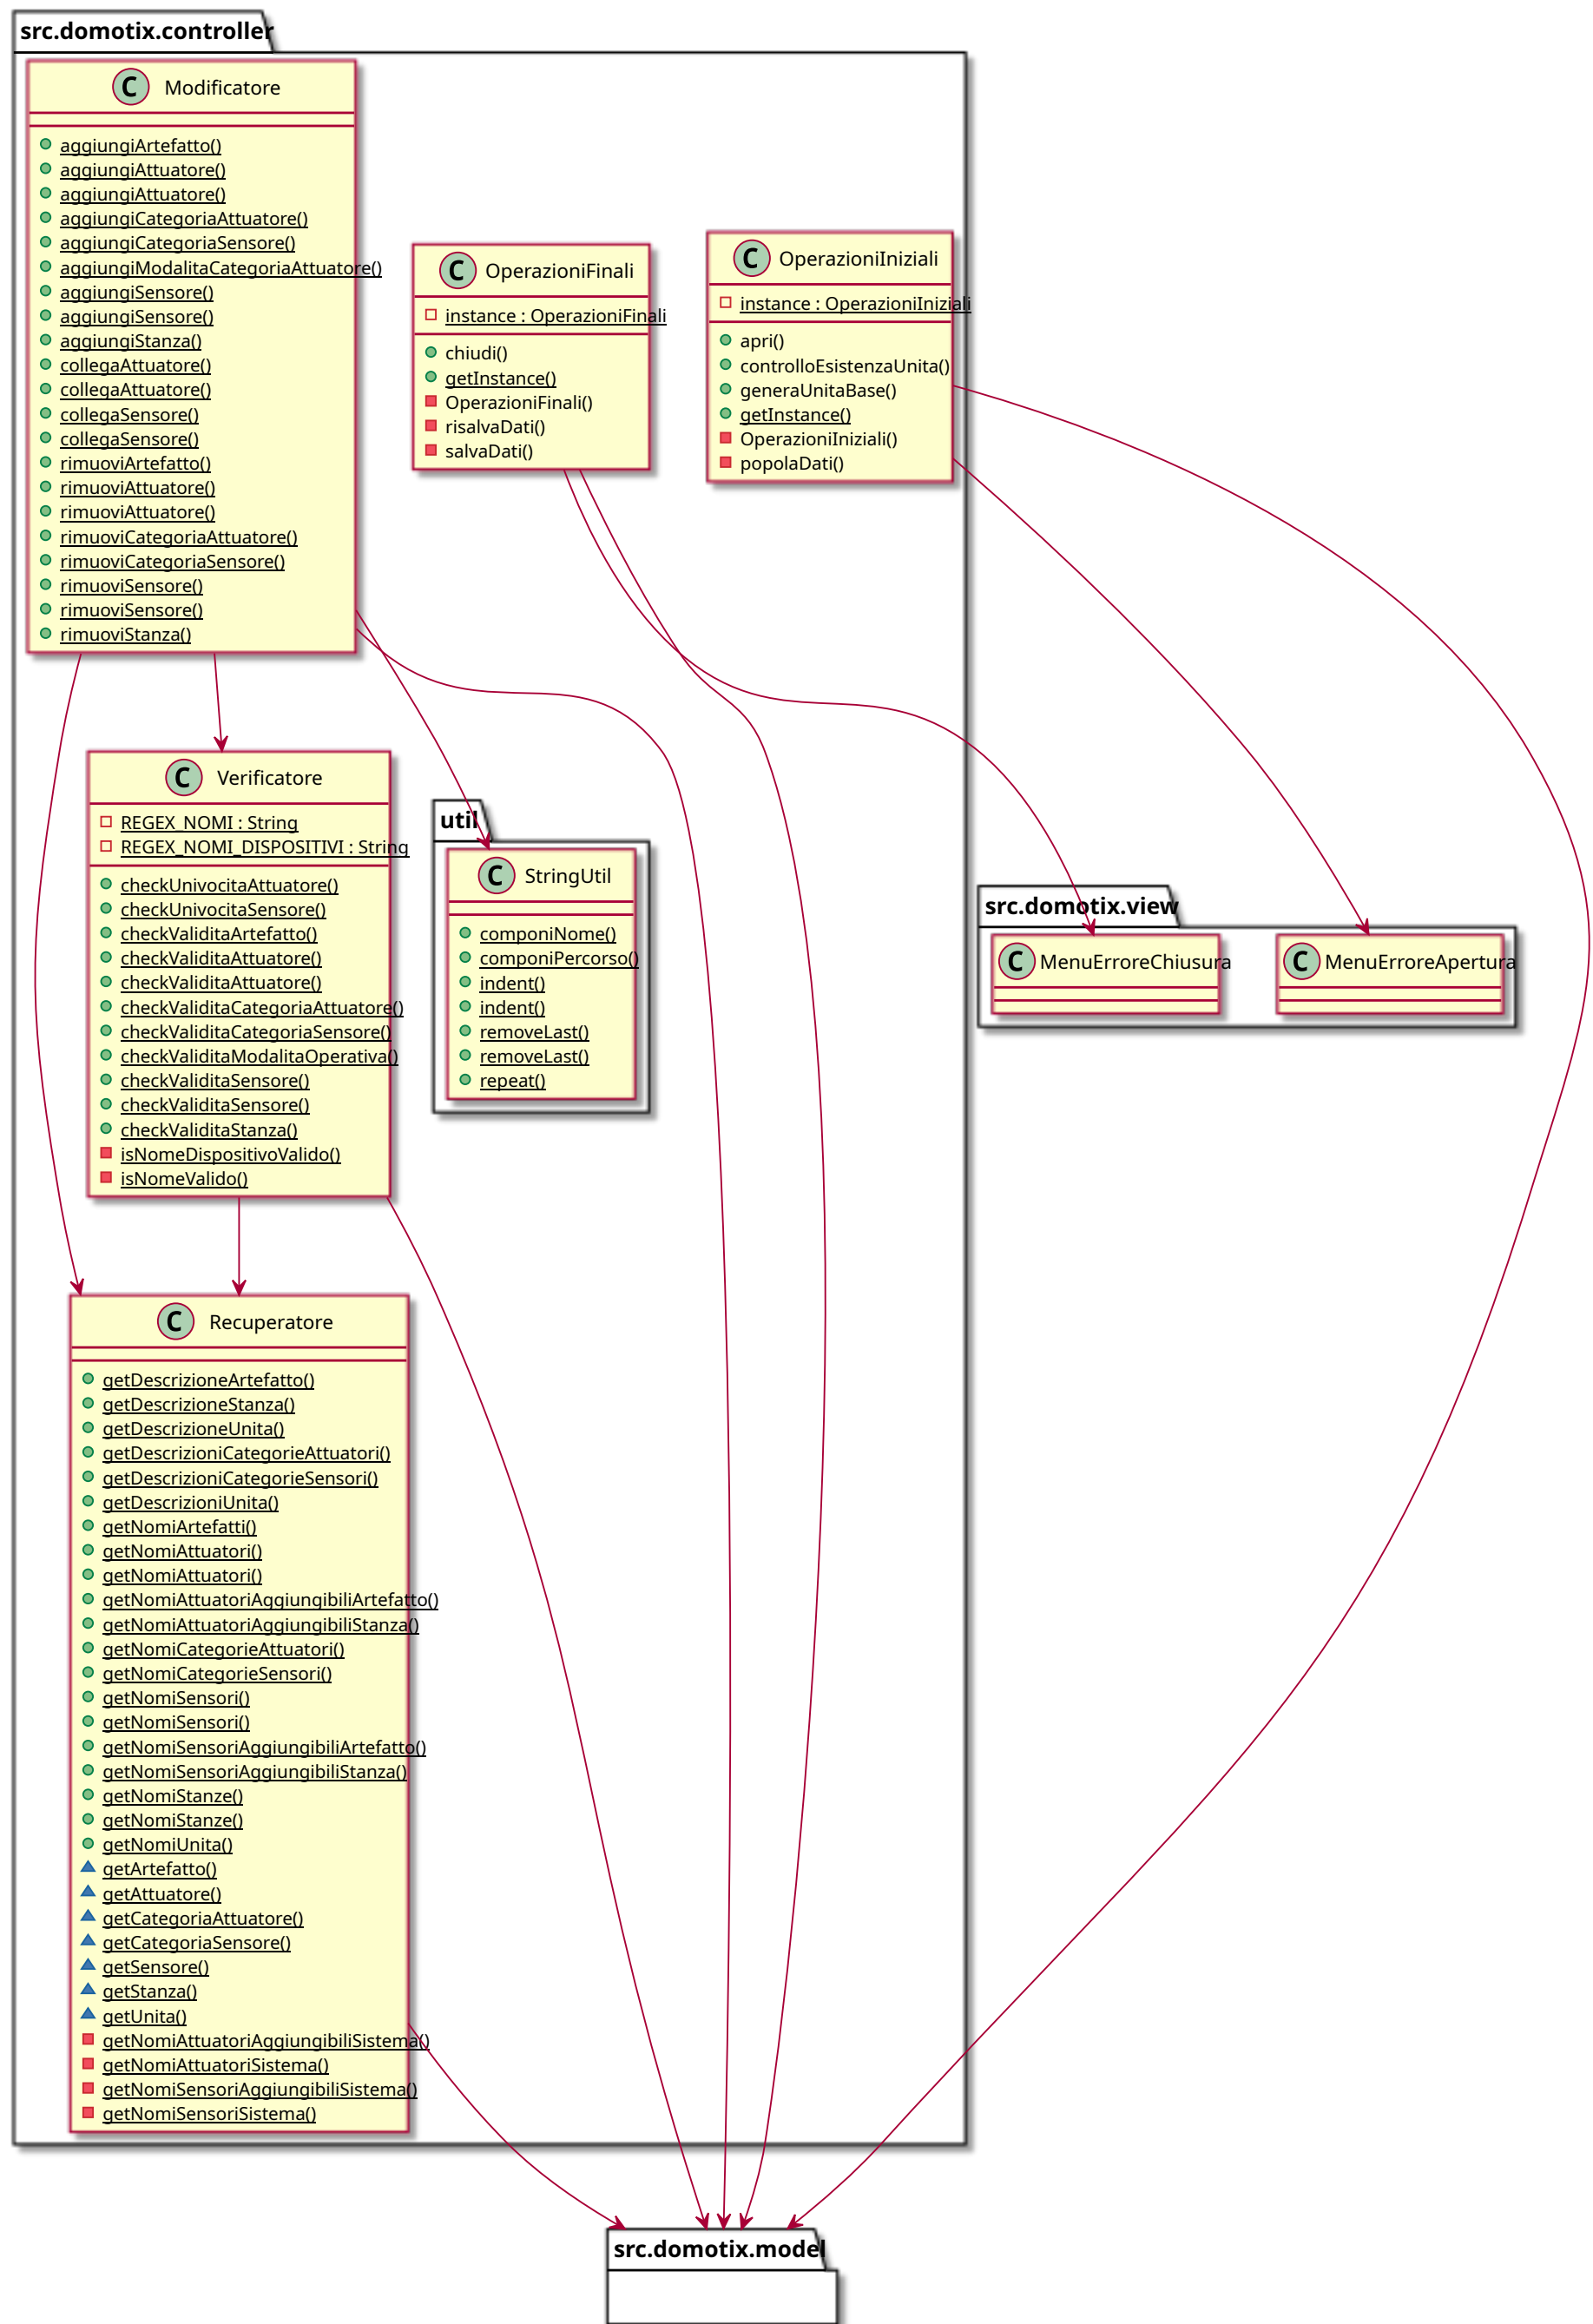 src.domotix.controller
C Modificatore
aggiungiArtefatto()
aggiungiAttuatore()
aggiungiAttuatore()
aggiungiCategoriaAttuatore()
aggiungiCategoriaSensore()
aggiungiModalitaCategoriaAttuatore()
aggiungiSensore()
aggiungiSensore()
aggiungiStanza()
collegaAttuatore()
collegaAttuatore()
collegaSensore()
collegaSensore()
rimuoviArtefatto()
rimuoviAttuatore()
rimuoviAttuatore()
rimuoviCategoriaAttuatore()
rimuoviCategoriaSensore()
rimuoviSensore()
rimuoviSensore()
rimuoviStanza()
C OperazioniFinali
instance : OperazioniFinali
chiudi()
getInstance()
OperazioniFinali()
risalvaDati()
salvaDati()
C OperazioniIniziali
instance : OperazioniIniziali
apri()
controlloEsistenzaUnita()
generaUnitaBase()
getInstance()
OperazioniIniziali()
popolaDati()
C Verificatore
REGEX_NOMI : String
REGEX_NOMI_DISPOSITIVI : String
checkUnivocitaAttuatore()
checkUnivocitaSensore()
checkValiditaArtefatto()
checkValiditaAttuatore()
checkValiditaAttuatore()
checkValiditaCategoriaAttuatore()
checkValiditaCategoriaSensore()
checkValiditaModalitaOperativa()
checkValiditaSensore()
checkValiditaSensore()
checkValiditaStanza()
isNomeDispositivoValido()
isNomeValido()
util
C StringUtil
componiNome()
componiPercorso()
indent()
indent()
removeLast()
removeLast()
repeat()
src.domotix.view
C MenuErroreChiusura
C MenuErroreApertura
C Recuperatore
getDescrizioneArtefatto()
getDescrizioneStanza()
getDescrizioneUnita()
getDescrizioniCategorieAttuatori()
getDescrizioniCategorieSensori()
getDescrizioniUnita()
getNomiArtefatti()
getNomiAttuatori()
getNomiAttuatori()
getNomiAttuatoriAggiungibiliArtefatto()
getNomiAttuatoriAggiungibiliStanza()
getNomiCategorieAttuatori()
getNomiCategorieSensori()
getNomiSensori()
getNomiSensori()
getNomiSensoriAggiungibiliArtefatto()
getNomiSensoriAggiungibiliStanza()
getNomiStanze()
getNomiStanze()
getNomiUnita()
getArtefatto()
getAttuatore()
getCategoriaAttuatore()
getCategoriaSensore()
getSensore()
getStanza()
getUnita()
getNomiAttuatoriAggiungibiliSistema()
getNomiAttuatoriSistema()
getNomiSensoriAggiungibiliSistema()
getNomiSensoriSistema()
src.domotix.model